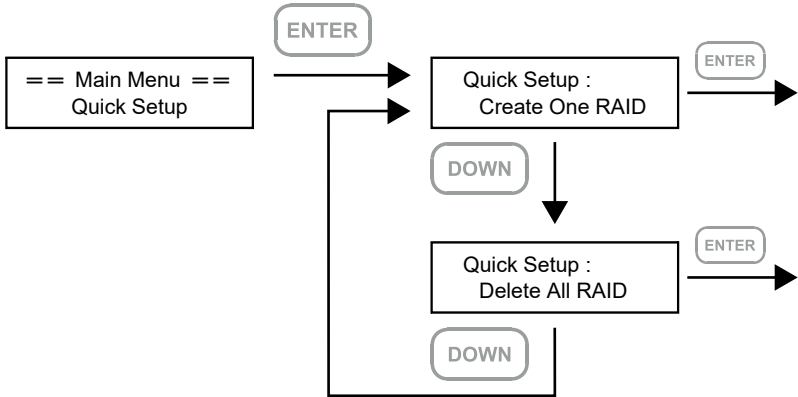 ENTER
== Main Menu ==
Quick Setup
Quick Setup :
Create One RAID
ENTER
DOWN
Quick Setup :
Delete All RAID
ENTER
DOWN